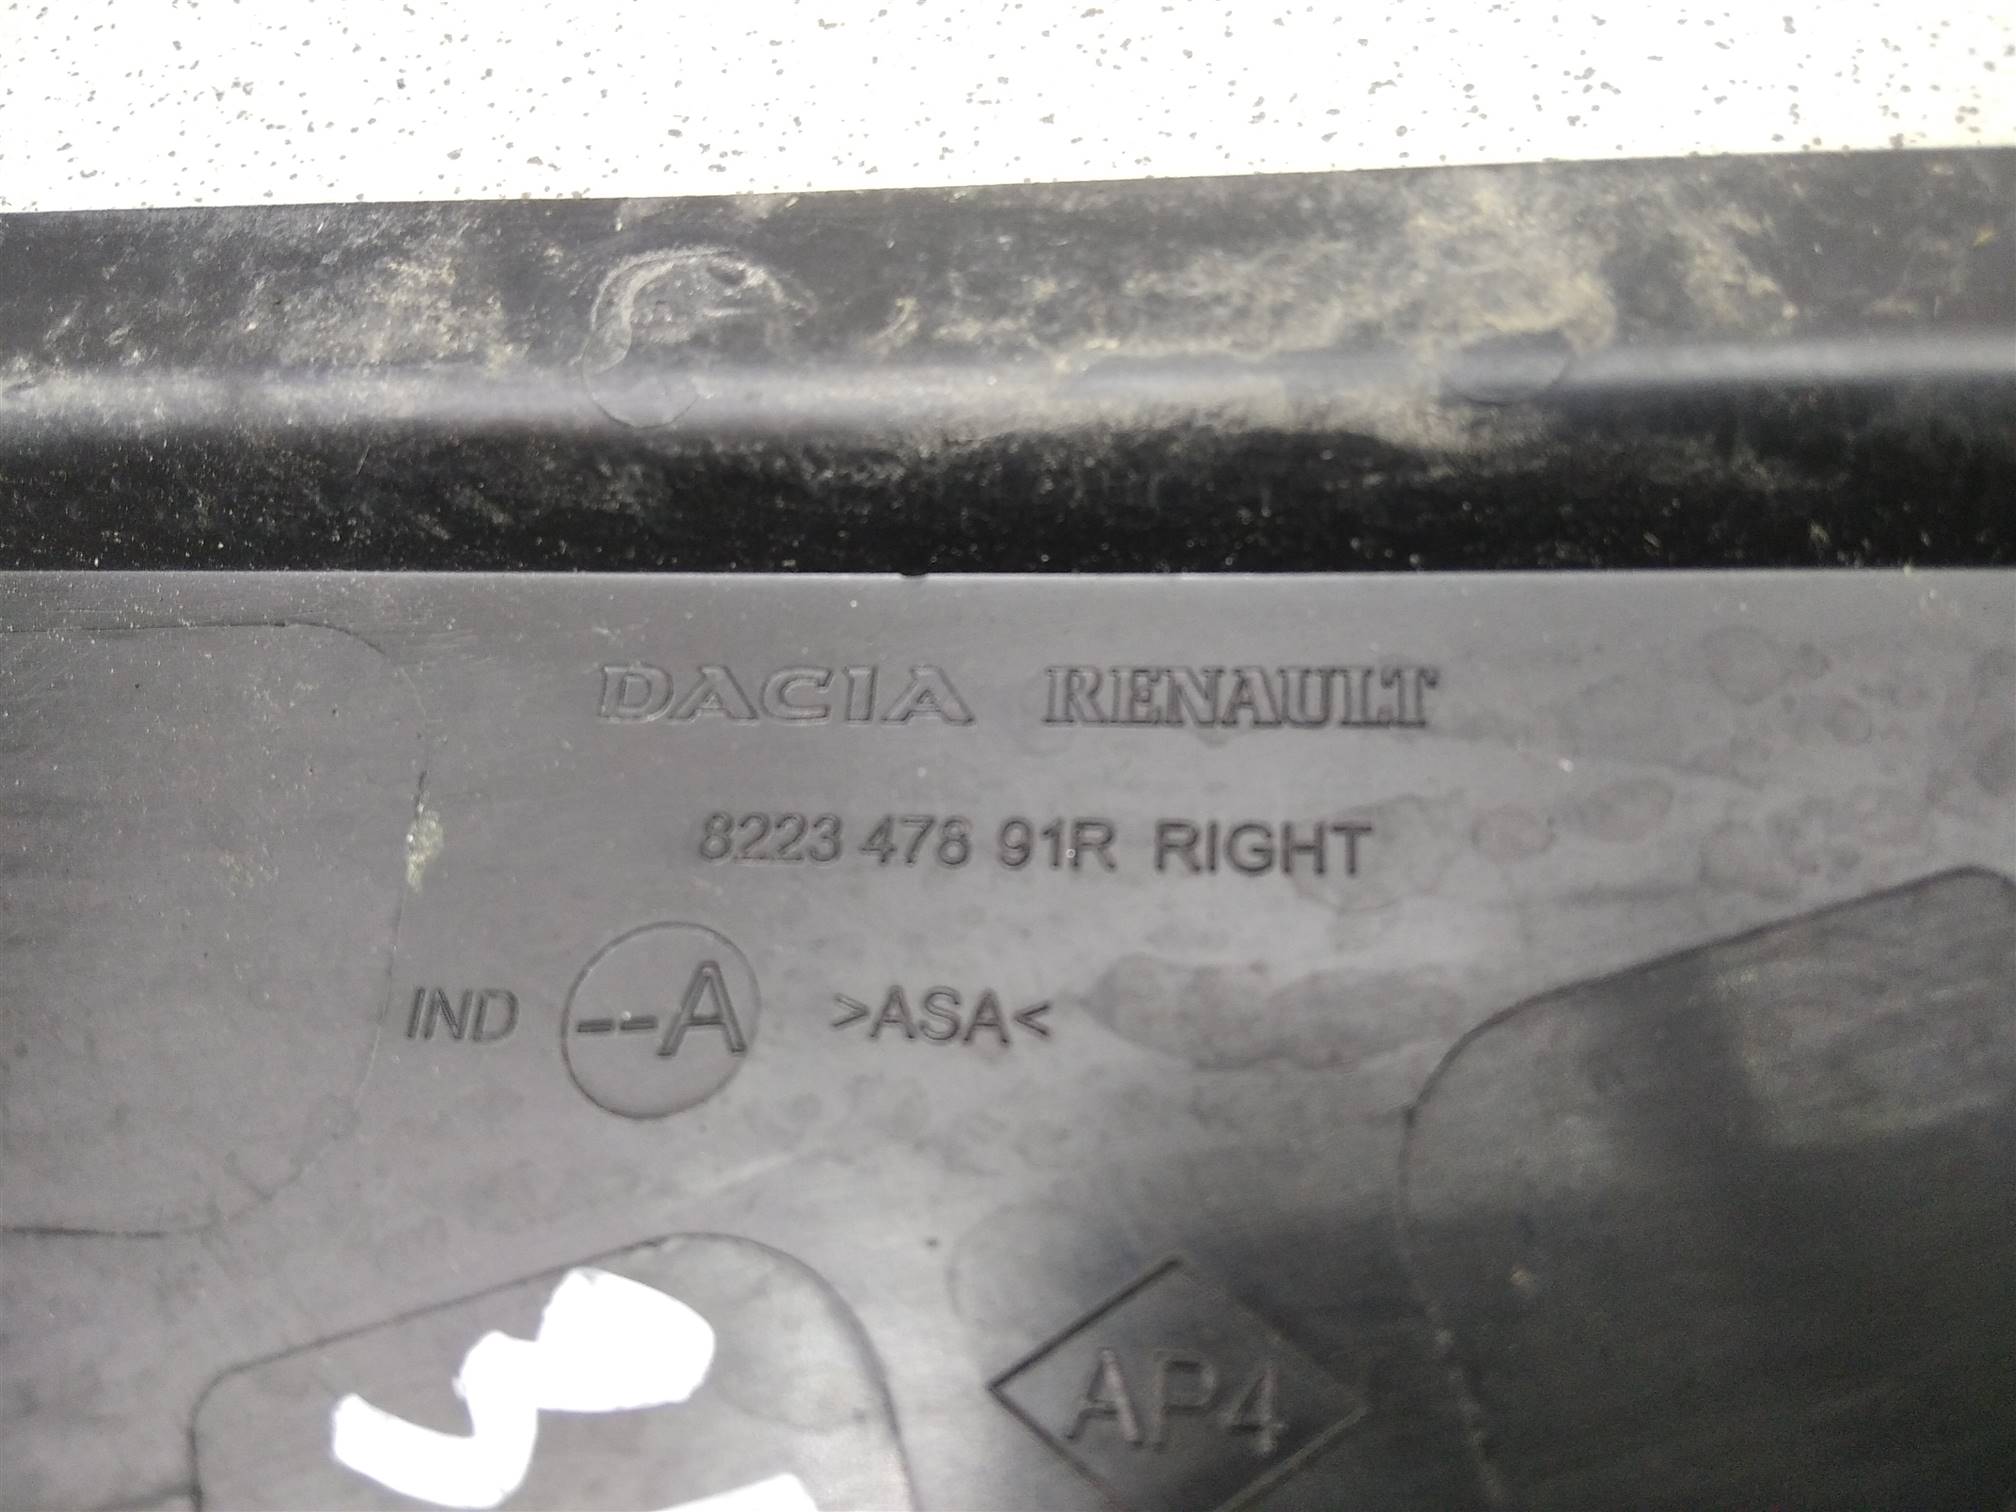 DACIA RENAULT
8223 478 91R RIGHT
IND --A >ASA<
AP4